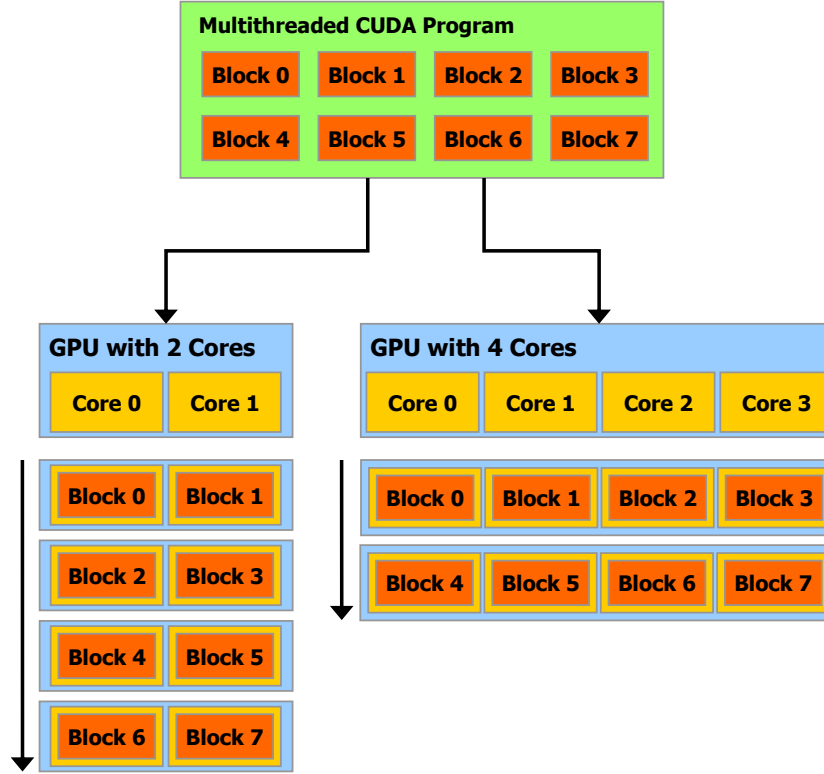 Multithreaded CUDA Program
Block 0 Block 1 Block 2 Block 3
Block 4 Block 5 Block 6 Block 7
GPU with 2 Cores
Core 0 Core 1
Block 0 Block 1
Block 2 Block 3
Block 4 Block 5
Block 6 Block 7
GPU with 4 Cores
Core 0 Core 1 Core 2 Core 3
Block 0 Block 1 Block 2 Block 3
Block 4 Block 5 Block 6 Block 7